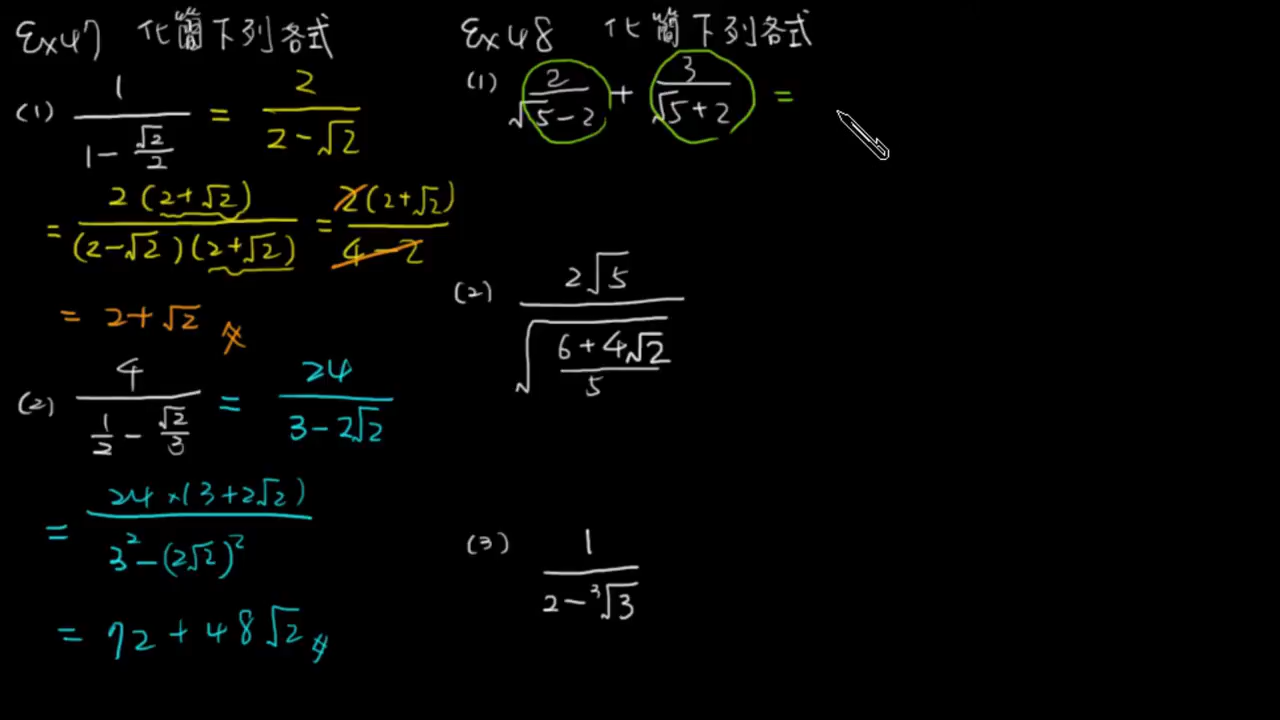 Ex47 化簡下列各式
(1) 1/(1-√2/2) = 2/(2-√2)
= 2(2+√2)/((2-√2)(2+√2)) = 2(2+√2)/(4-2)
= 2+√2
(2) 4/(1/2-√2/3) = 24/(3-2√2)
= 24×(3+2√2)/(3²-(2√2)²)
= 72+48√2
Ex48 化簡下列各式
(1) 2/(√5-2) + 3/(√5+2) =
(2) 2√5/√((6+4√2)/5)
(3) 1/(2-³√3)